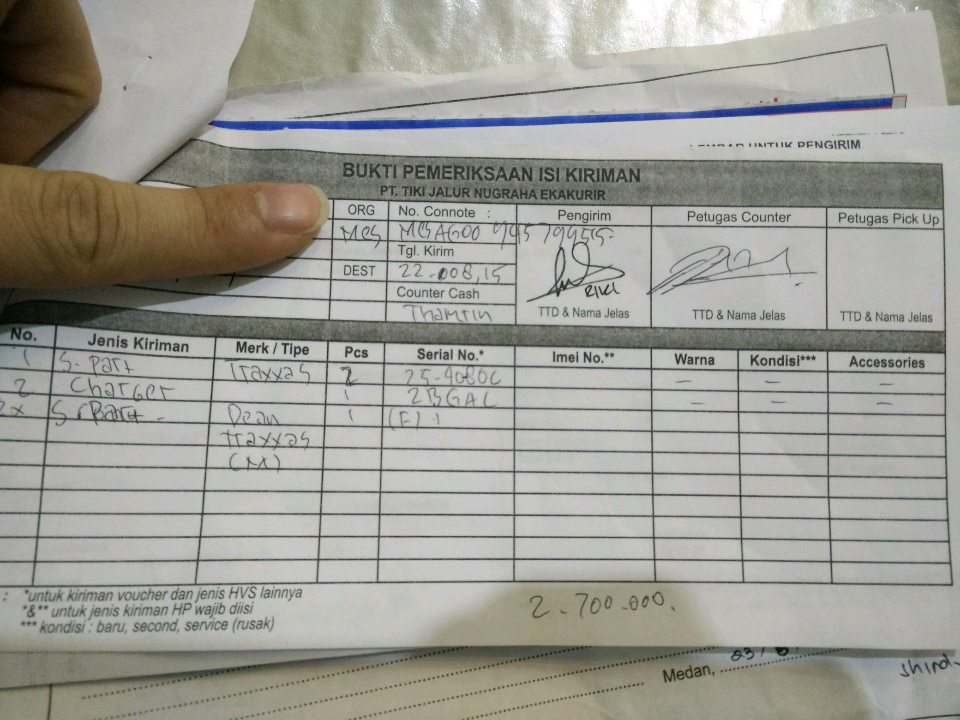 LEMBAR UNTUK PENGIRIM
BUKTI PEMERIKSAAN ISI KIRIMAN
PT. TIKI JALUR NUGRAHA EKAKURIR
ORG No. Connote : Pengirim Petugas Counter Petugas Pick Up
MES
Tgl. Kirim
DEST 22-008,15
RIKI
Counter Cash
Thamrin
TTD & Nama Jelas TTD & Nama Jelas TTD & Nama Jelas
No. Jenis Kiriman Merk / Tipe Pcs Serial No.* Imei No.** Warna Kondisi*** Accessories
1 S. Part Traxxas 2 - - -
2 Charger 1 - - -
Dean 1 (E) 1
traxxas
(M)
: *untuk kiriman voucher dan jenis HVS lainnya
*&** untuk jenis kiriman HP wajib diisi
*** kondisi : baru, second, service (rusak)
2-700-000.
Medan,